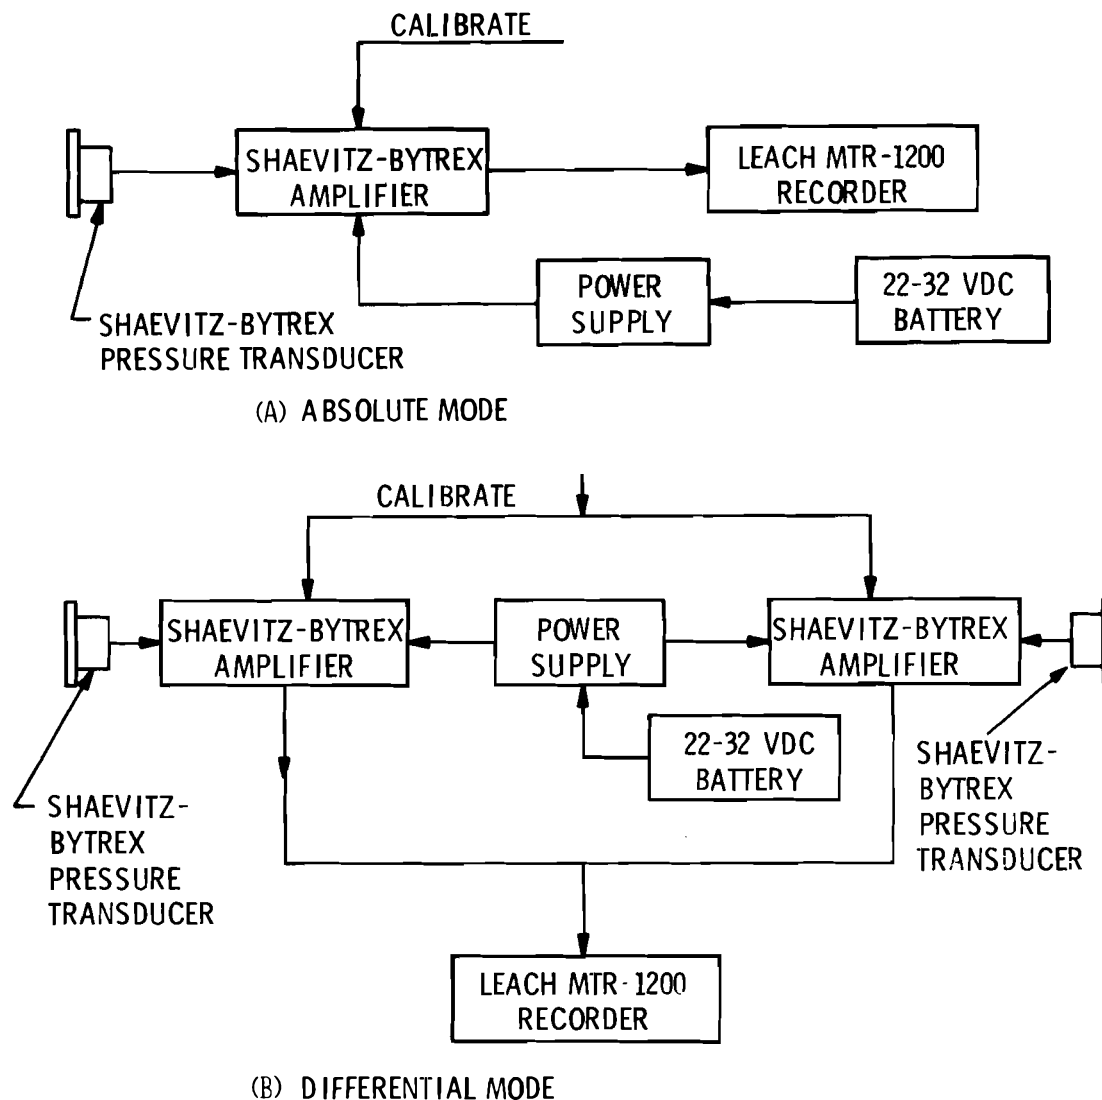 CALIBRATE
SHAEVITZ-BYTREX
AMPLIFIER
LEACH MTR-1200
RECORDER
POWER
SUPPLY
22-32 VDC
BATTERY
SHAEVITZ-BYTREX
PRESSURE TRANSDUCER
(A) ABSOLUTE MODE
CALIBRATE
SHAEVITZ-BYTREX
AMPLIFIER
POWER
SUPPLY
SHAEVITZ-BYTREX
AMPLIFIER
22-32 VDC
BATTERY
SHAEVITZ-
BYTREX
PRESSURE
TRANSDUCER
SHAEVITZ-
BYTREX
PRESSURE
TRANSDUCER
LEACH MTR-1200
RECORDER
(B) DIFFERENTIAL MODE